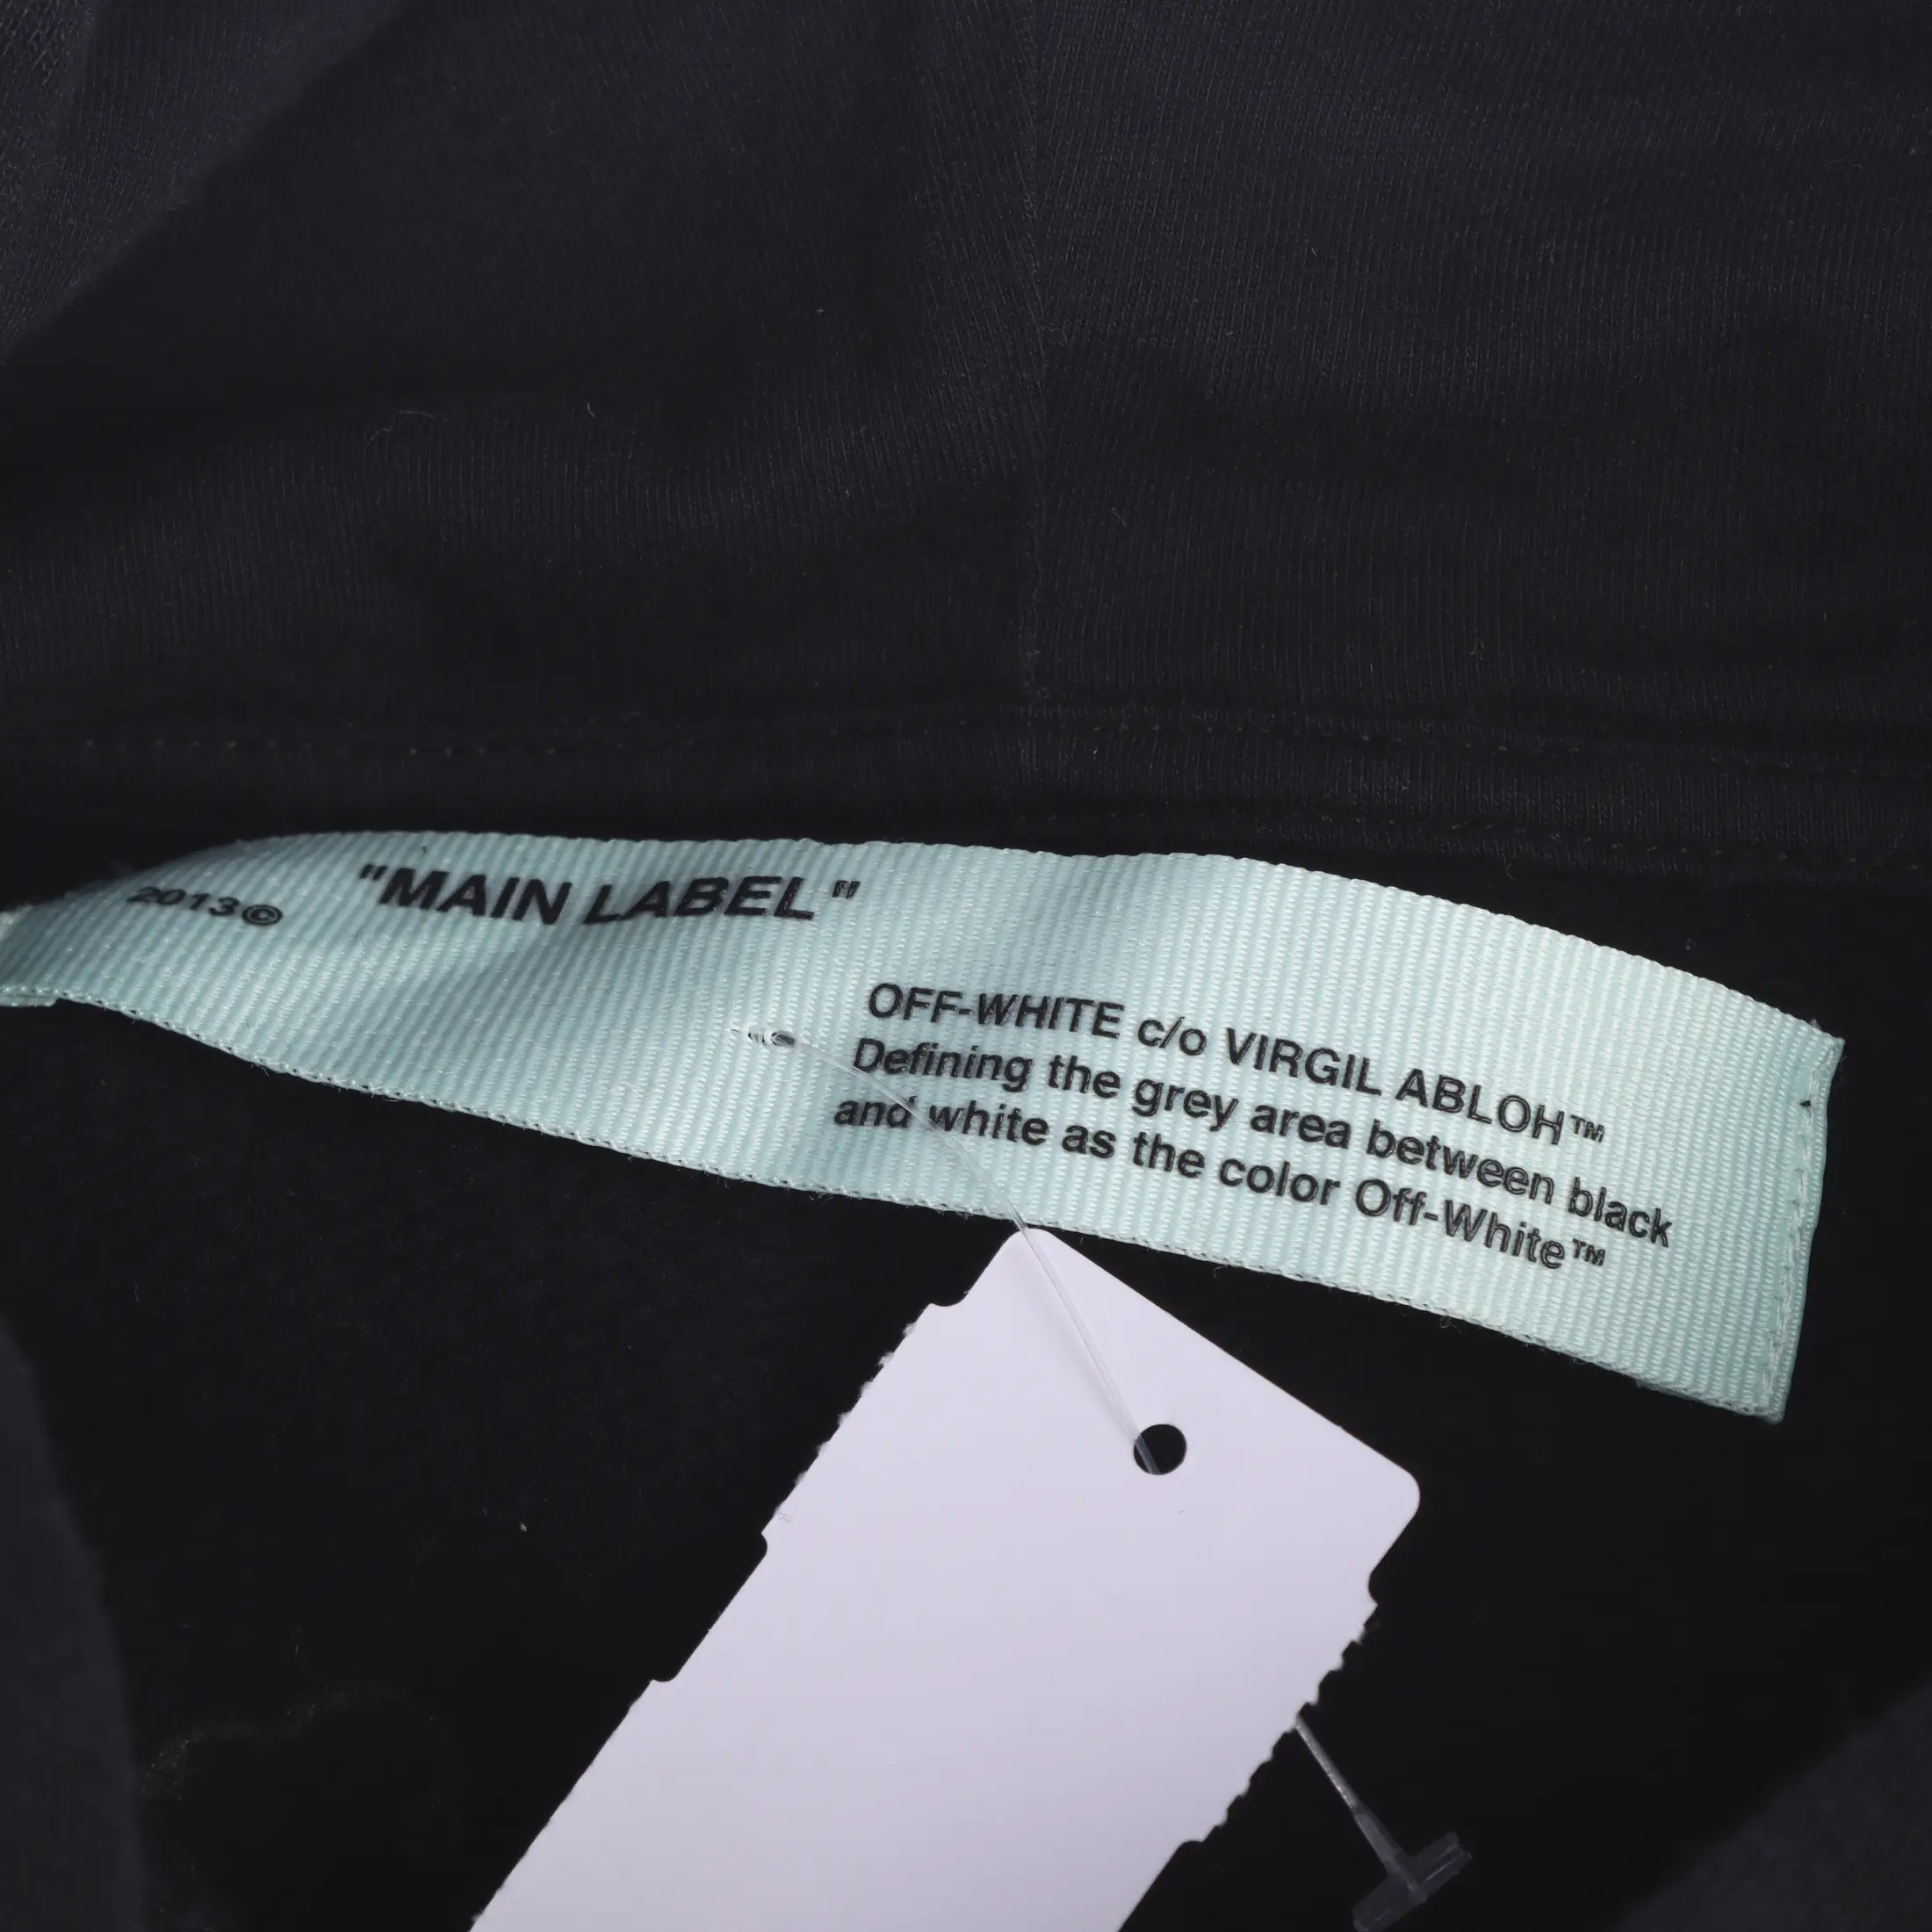 2013© "MAIN LABEL"
OFF-WHITE c/o VIRGIL ABLOH™
Defining the grey area between black
and white as the color Off-White™